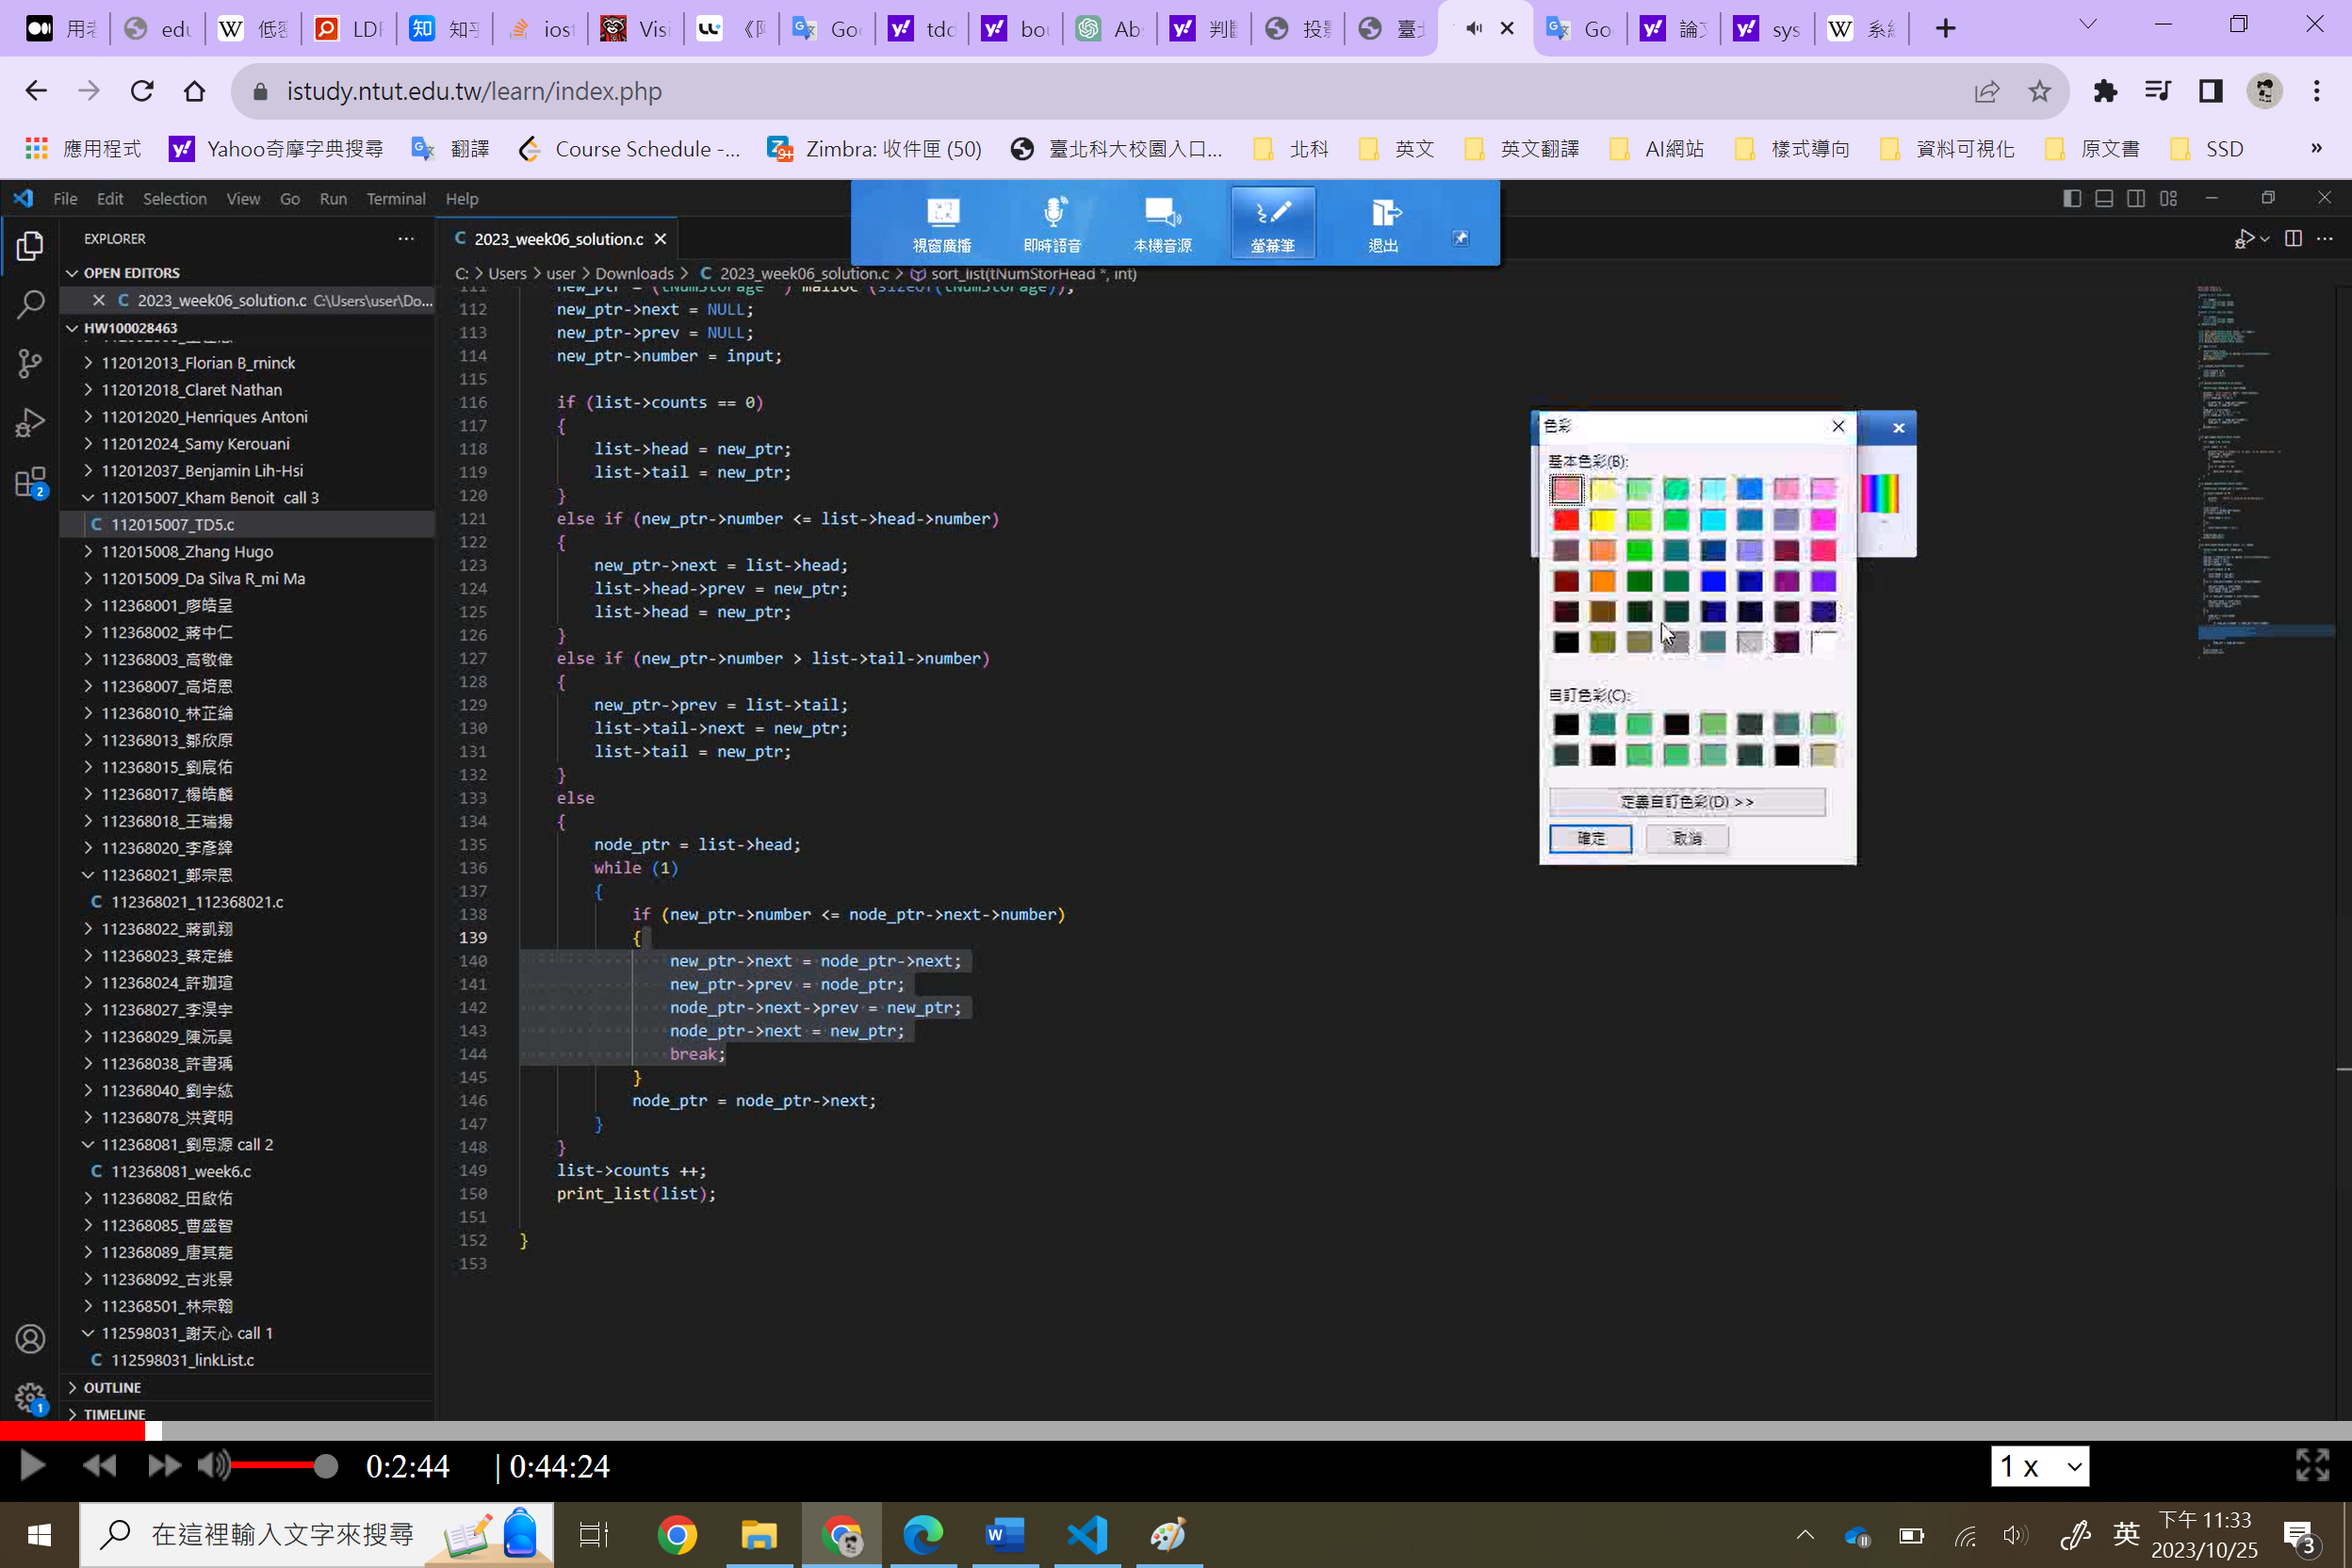 用老
edu
W 低密
LDP
知 知乎
iost
Visi
《阿
Goo
y! tdd
y! bou
Ab
y! 判斷
投影
臺北
Goo
y! 論文
y! sys
W 系統
istudy.ntut.edu.tw/learn/index.php
應用程式
y! Yahoo奇摩字典搜尋
翻譯
Course Schedule -...
Zimbra: 收件匣 (50)
臺北科大校園入口...
北科
英文
英文翻譯
AI網站
樣式導向
資料可視化
原文書
SSD
»
File Edit Selection View Go Run Terminal Help
視窗廣播
即時語音
本機音源
螢幕筆
退出
EXPLORER
OPEN EDITORS
C 2023_week06_solution.c C:\Users\user\Do...
HW100028463
112012013_Florian B_rninck
112012018_Claret Nathan
112012020_Henriques Antoni
112012024_Samy Kerouani
112012037_Benjamin Lih-Hsi
112015007_Kham Benoit call 3
C 112015007_TD5.c
112015008_Zhang Hugo
112015009_Da Silva R_mi Ma
112368001_廖皓呈
112368002_蔣中仁
112368003_高敬偉
112368007_高培恩
112368010_林芷綸
112368013_鄒欣原
112368015_劉宸佑
112368017_楊皓麟
112368018_王瑞揚
112368020_李彥緯
112368021_鄭宗恩
C 112368021_112368021.c
112368022_蔣凱翔
112368023_蔡定維
112368024_許珈瑄
112368027_李淏宇
112368029_陳沅昊
112368038_許書瑀
112368040_劉宇紘
112368078_洪資明
112368081_劉思源 call 2
C 112368081_week6.c
112368082_田啟佑
112368085_曹盛智
112368089_唐其龍
112368092_古兆景
112368501_林宗翰
112598031_謝天心 call 1
C 112598031_linkList.c
OUTLINE
TIMELINE
2
1
C 2023_week06_solution.c
C: > Users > user > Downloads > C 2023_week06_solution.c > sort_list(tNumStorHead *, int)
111 new_ptr = (tNumStorage *) malloc (sizeof(tNumStorage));
112 new_ptr->next = NULL;
113 new_ptr->prev = NULL;
114 new_ptr->number = input;
115
116 if (list->counts == 0)
117 {
118 list->head = new_ptr;
119 list->tail = new_ptr;
120 }
121 else if (new_ptr->number <= list->head->number)
122 {
123 new_ptr->next = list->head;
124 list->head->prev = new_ptr;
125 list->head = new_ptr;
126 }
127 else if (new_ptr->number > list->tail->number)
128 {
129 new_ptr->prev = list->tail;
130 list->tail->next = new_ptr;
131 list->tail = new_ptr;
132 }
133 else
134 {
135 node_ptr = list->head;
136 while (1)
137 {
138 if (new_ptr->number <= node_ptr->next->number)
139 {
140 new_ptr->next = node_ptr->next;
141 new_ptr->prev = node_ptr;
142 node_ptr->next->prev = new_ptr;
143 node_ptr->next = new_ptr;
144 break;
145 }
146 node_ptr = node_ptr->next;
147 }
148 }
149 list->counts ++;
150 print_list(list);
151
152 }
153
色彩
基本色彩(B):
自訂色彩(C):
定義自訂色彩(D) >>
確定
取消
0:2:44 | 0:44:24
1 x
在這裡輸入文字來搜尋
英
下午 11:33
2023/10/25
3